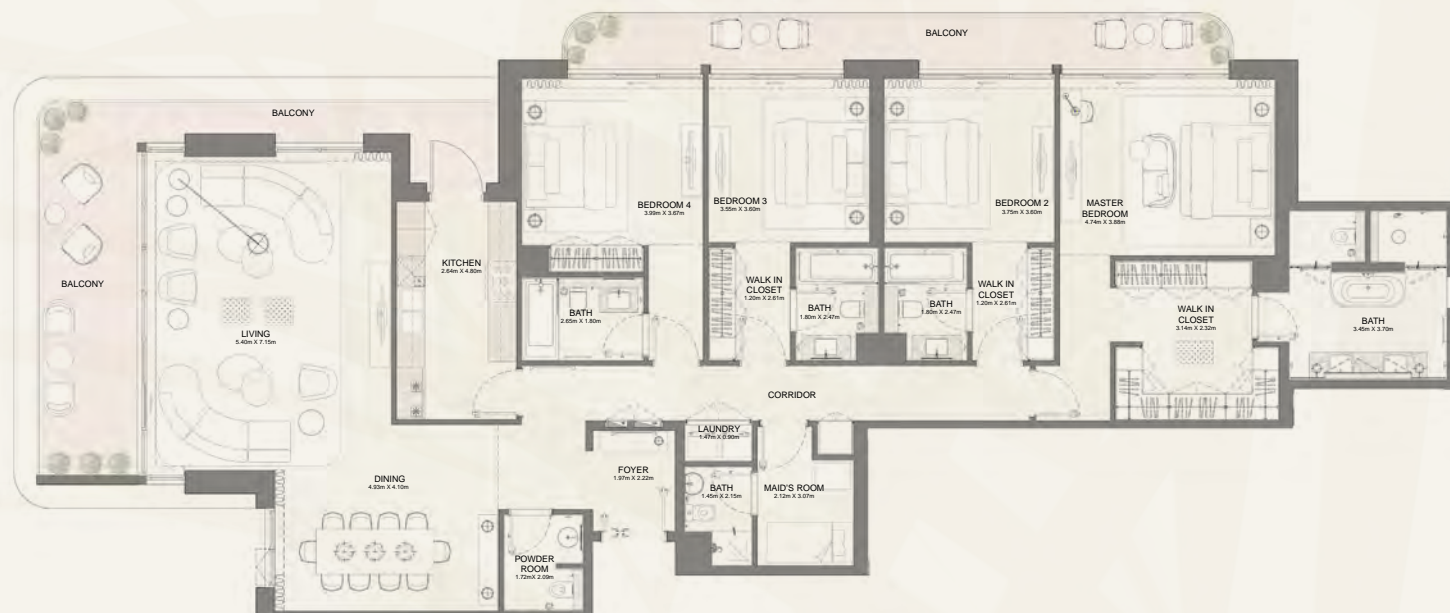 BALCONY
BALCONY
BALCONY
LIVING
5.40m X 7.15m
KITCHEN
2.64m X 4.80m
BEDROOM 4
3.99m X 3.67m
BEDROOM 3
3.55m X 3.60m
BEDROOM 2
3.75m X 3.60m
MASTER
BEDROOM
4.74m X 3.88m
BATH
2.65m X 1.80m
WALK IN
CLOSET
1.20m X 2.61m
BATH
1.80m X 2.47m
BATH
1.80m X 2.47m
WALK IN
CLOSET
1.20m X 2.61m
WALK IN
CLOSET
3.14m X 2.32m
BATH
3.45m X 3.70m
CORRIDOR
LAUNDRY
1.47m X 0.90m
DINING
4.93m X 4.10m
FOYER
1.97m X 2.22m
BATH
1.45m X 2.15m
MAID'S ROOM
2.12m X 3.07m
POWDER
ROOM
1.72mX 2.09m